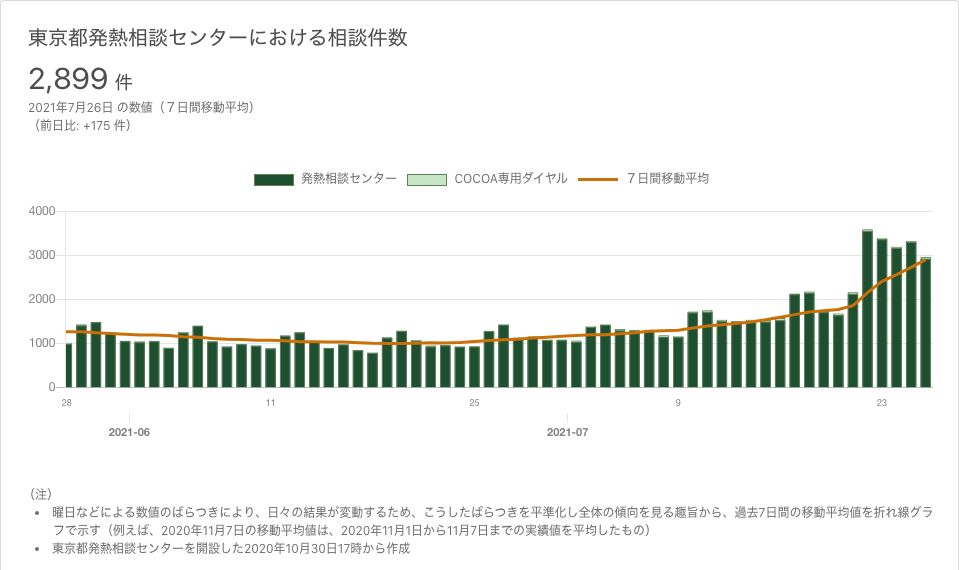 東京都発熱相談センターにおける相談件数
2,899 件
2021年7月26日 の数値（７日間移動平均）
（前日比: +175 件）
発熱相談センター COCOA専用ダイヤル ７日間移動平均
4000
3000
2000
1000
0
28 11 25 9 23
2021-06 2021-07
（注）
• 曜日などによる数値のばらつきにより、日々の結果が変動するため、こうしたばらつきを平準化し全体の傾向を見る趣旨から、過去7日間の移動平均値を折れ線グラ
フで示す（例えば、2020年11月7日の移動平均値は、2020年11月1日から11月7日までの実績値を平均したもの）
• 東京都発熱相談センターを開設した2020年10月30日17時から作成